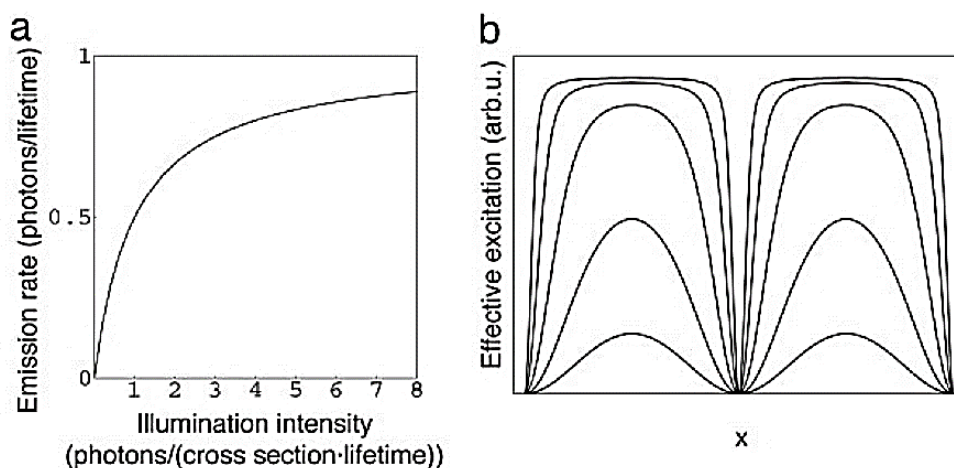 a
Emission rate (photons/lifetime)
1
0.5
0
1 2 3 4 5 6 7 8
Illumination intensity
(photons/(cross section·lifetime))
b
Effective excitation (arb.u.)
x